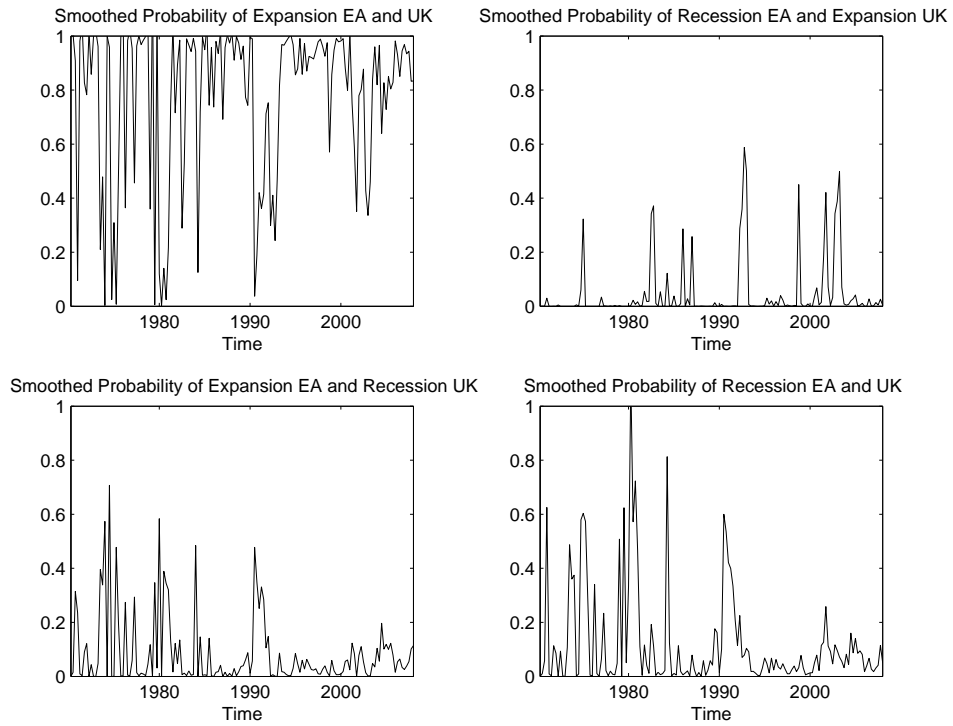 Smoothed Probability of Expansion EA and UK
1
0.8
0.6
0.4
0.2
0
1980 1990 2000
Time
Smoothed Probability of Recession EA and Expansion UK
1
0.8
0.6
0.4
0.2
0
1980 1990 2000
Time
Smoothed Probability of Expansion EA and Recession UK
1
0.8
0.6
0.4
0.2
0
1980 1990 2000
Time
Smoothed Probability of Recession EA and UK
1
0.8
0.6
0.4
0.2
0
1980 1990 2000
Time